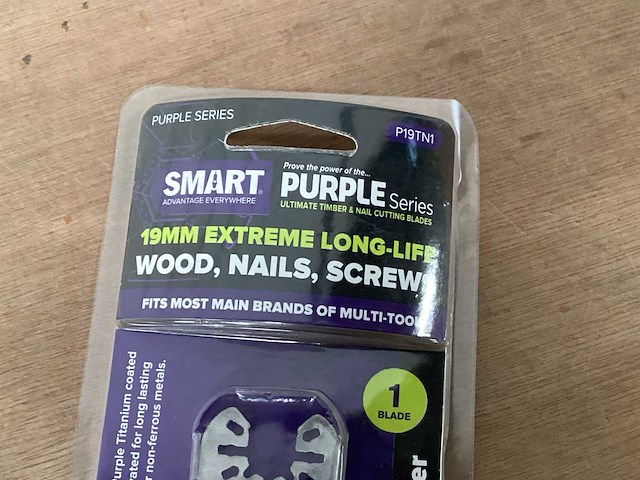 PURPLE SERIES
P19TN1
SMART
ADVANTAGE EVERYWHERE
Prove the power of the...
PURPLE Series
ULTIMATE TIMBER & NAIL CUTTING BLADES
19MM EXTREME LONG-LIFE
WOOD, NAILS, SCREWS
FITS MOST MAIN BRANDS OF MULTI-TOOL
1
BLADE
Purple Titanium coated
for long lasting
non-ferrous metals.